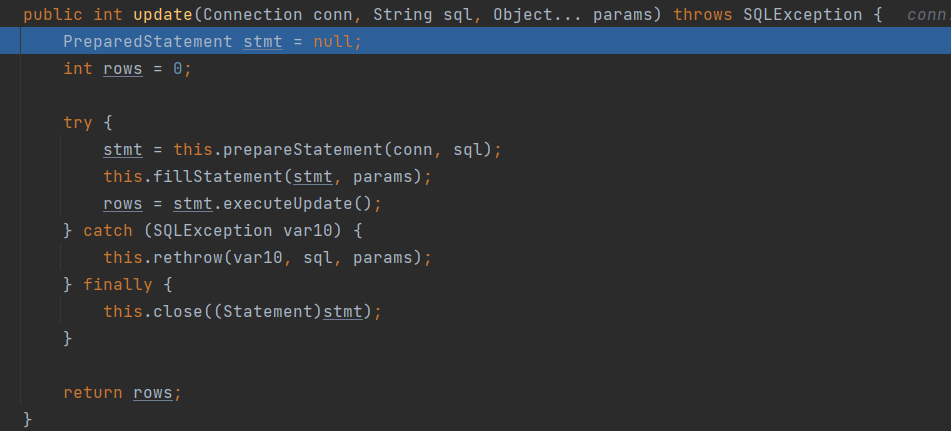 public int update(Connection conn, String sql, Object... params) throws SQLException {  conn
    PreparedStatement stmt = null;
    int rows = 0;

    try {
        stmt = this.prepareStatement(conn, sql);
        this.fillStatement(stmt, params);
        rows = stmt.executeUpdate();
    } catch (SQLException var10) {
        this.rethrow(var10, sql, params);
    } finally {
        this.close((Statement)stmt);
    }

    return rows;
}